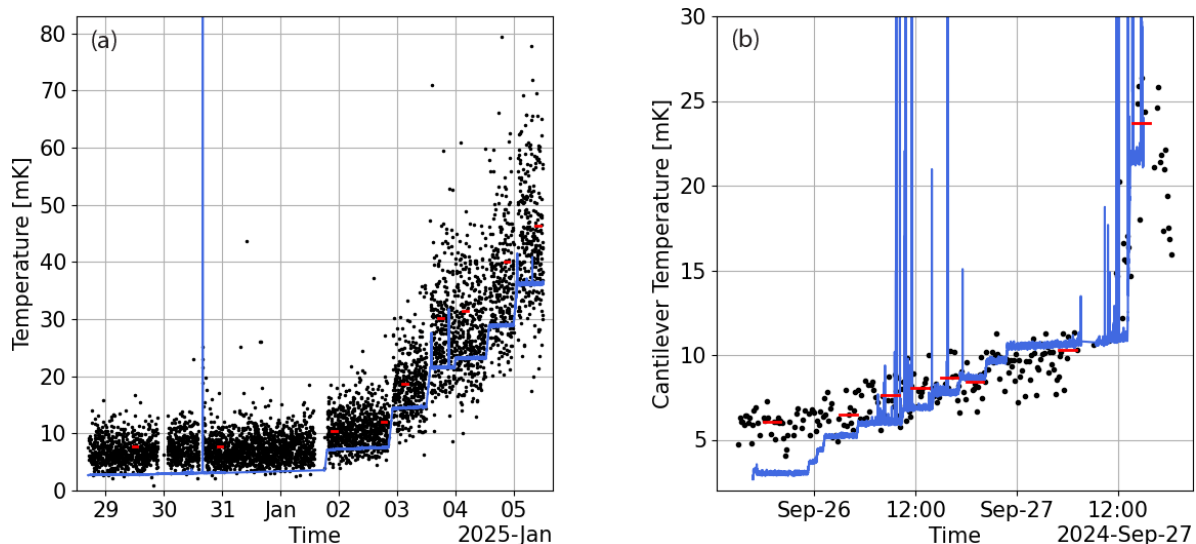 (a)
Temperature [mK]
80
70
60
50
40
30
20
10
0
29
30
31
Jan
02
03
04
05
Time
2025-Jan
(b)
Cantilever Temperature [mK]
30
25
20
15
10
5
Sep-26
12:00
Sep-27
12:00
Time
2024-Sep-27